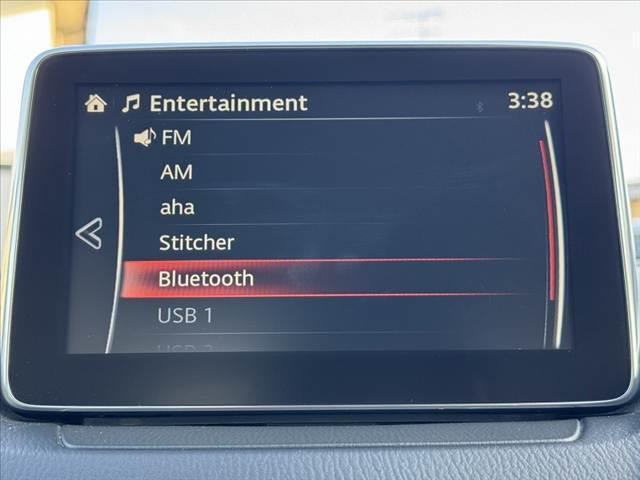 Entertainment 3:38
FM
AM
aha
Stitcher
Bluetooth
USB 1